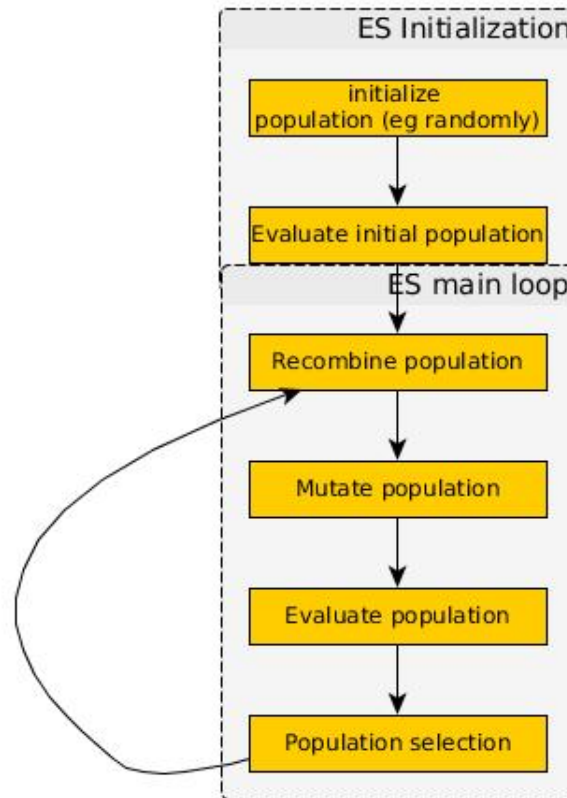 ES Initialization
initialize
population (eg randomly)
Evaluate initial population
ES main loop
Recombine population
Mutate population
Evaluate population
Population selection